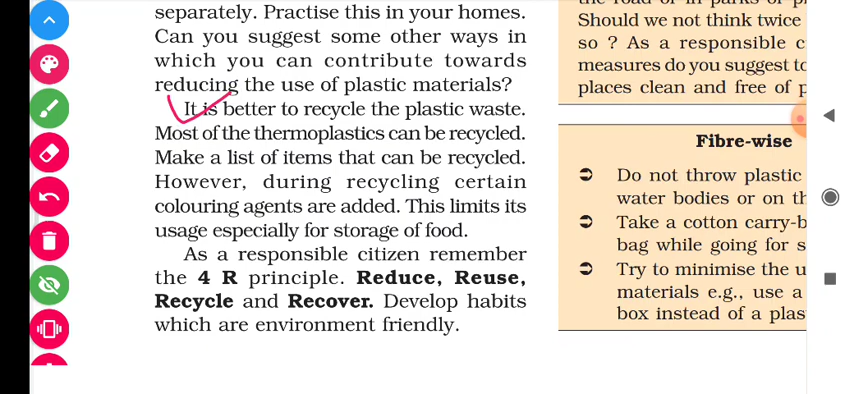 separately. Practise this in your homes.
Can you suggest some other ways in
which you can contribute towards
reducing the use of plastic materials?
It is better to recycle the plastic waste.
Most of the thermoplastics can be recycled.
Make a list of items that can be recycled.
However, during recycling certain
colouring agents are added. This limits its
usage especially for storage of food.
As a responsible citizen remember
the 4 R principle. Reduce, Reuse,
Recycle and Recover. Develop habits
which are environment friendly.
Should we not think twice
so ? As a responsible c
measures do you suggest to
places clean and free of p
Fibre-wise
➲ Do not throw plastic
water bodies or on th
➲ Take a cotton carry-b
bag while going for s
➲ Try to minimise the u
materials e.g., use a
box instead of a plas